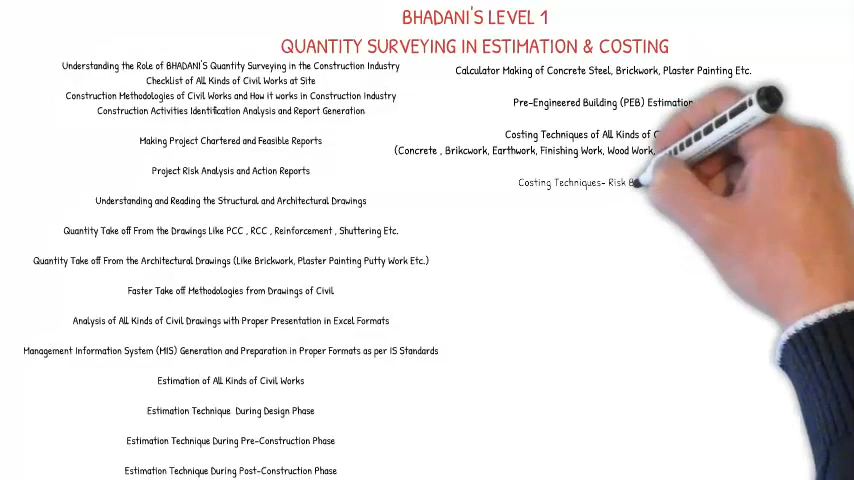 BHADANI'S LEVEL 1
QUANTITY SURVEYING IN ESTIMATION & COSTING
Understanding the Role of BHADANI'S Quantity Surveying in the Construction Industry
Checklist of All Kinds of Civil Works at Site
Construction Methodologies of Civil Works and How it works in Construction Industry
Construction Activities Identification Analysis and Report Generation
Making Project Chartered and Feasible Reports
Project Risk Analysis and Action Reports
Understanding and Reading the Structural and Architectural Drawings
Quantity Take off From the Drawings Like PCC , RCC , Reinforcement , Shuttering Etc.
Quantity Take off From the Architectural Drawings (Like Brickwork, Plaster Painting Putty Work Etc.)
Faster Take off Methodologies from Drawings of Civil
Analysis of All Kinds of Civil Drawings with Proper Presentation in Excel Formats
Management Information System (MIS) Generation and Preparation in Proper Formats as per IS Standards
Estimation of All Kinds of Civil Works
Estimation Technique During Design Phase
Estimation Technique During Pre-Construction Phase
Estimation Technique During Post-Construction Phase
Calculator Making of Concrete Steel, Brickwork, Plaster Painting Etc.
Pre-Engineered Building (PEB) Estimation
Costing Techniques of All Kinds of
(Concrete , Brikcwork, Earthwork, Finishing Work, Wood Work,
Costing Techniques- Risk